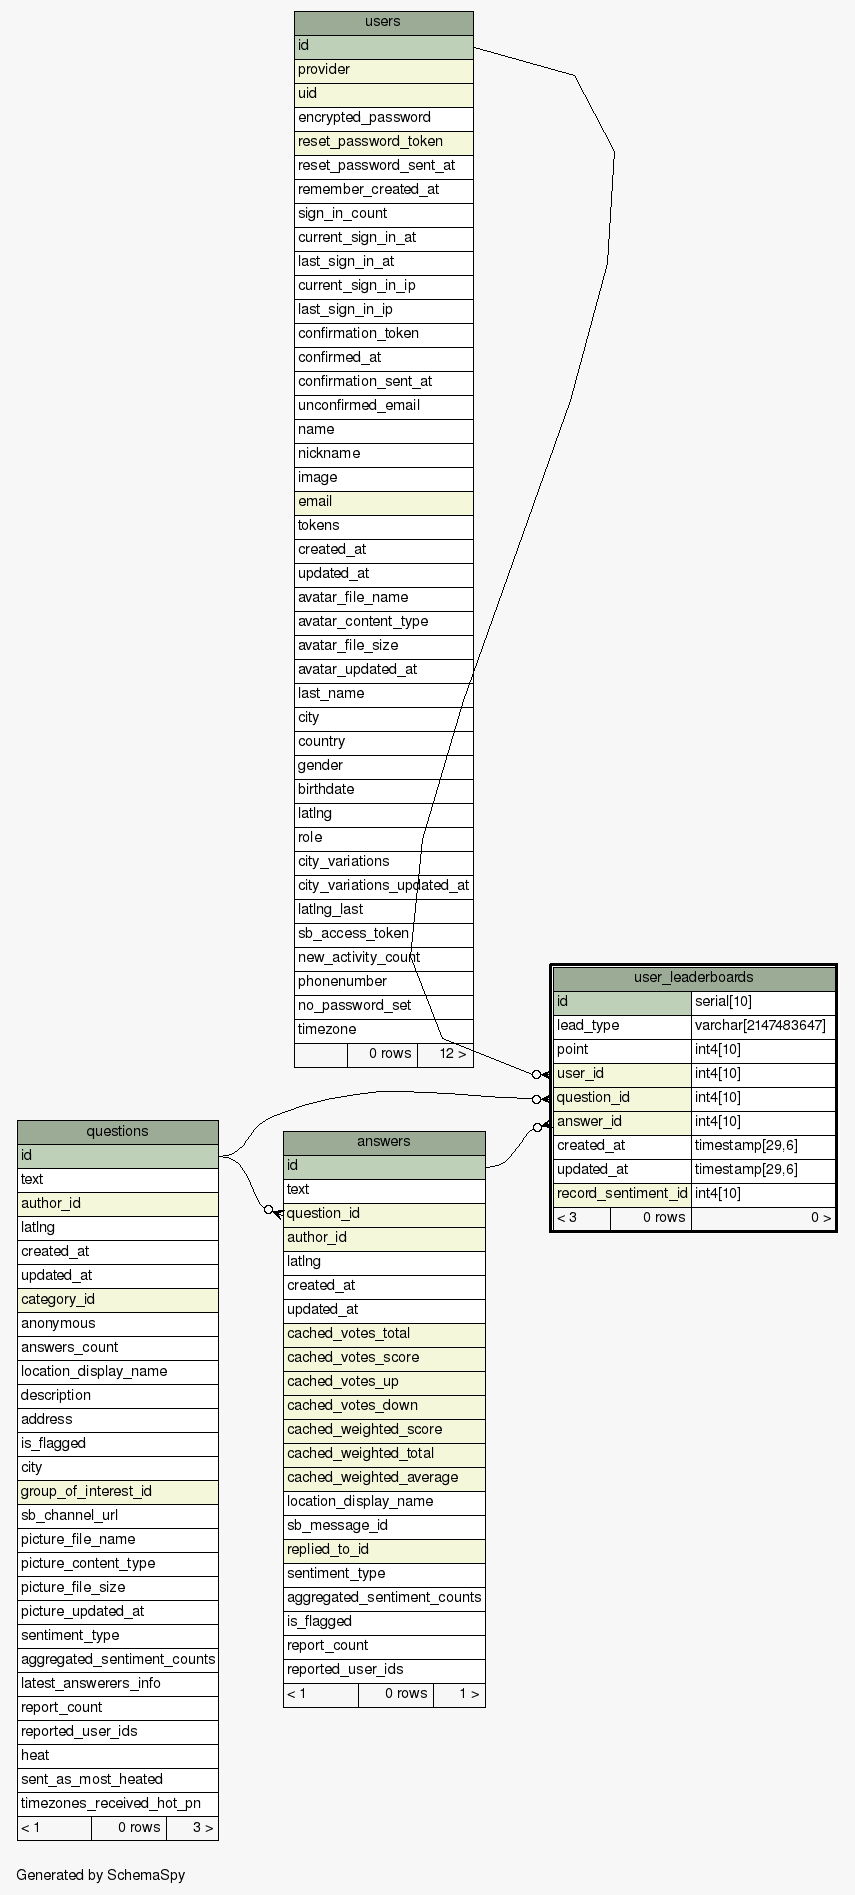 users
id
provider
uid
encrypted_password
reset_password_token
reset_password_sent_at
remember_created_at
sign_in_count
current_sign_in_at
last_sign_in_at
current_sign_in_ip
last_sign_in_ip
confirmation_token
confirmed_at
confirmation_sent_at
unconfirmed_email
name
nickname
image
email
tokens
created_at
updated_at
avatar_file_name
avatar_content_type
avatar_file_size
avatar_updated_at
last_name
city
country
gender
birthdate
latlng
role
city_variations
city_variations_updated_at
latlng_last
sb_access_token
new_activity_count
phonenumber
no_password_set
timezone
0 rows 12 >
user_leaderboards
id serial[10]
lead_type varchar[2147483647]
point int4[10]
user_id int4[10]
question_id int4[10]
answer_id int4[10]
created_at timestamp[29,6]
updated_at timestamp[29,6]
record_sentiment_id int4[10]
< 3 0 rows 0 >
questions
id
text
author_id
latlng
created_at
updated_at
category_id
anonymous
answers_count
location_display_name
description
address
is_flagged
city
group_of_interest_id
sb_channel_url
picture_file_name
picture_content_type
picture_file_size
picture_updated_at
sentiment_type
aggregated_sentiment_counts
latest_answerers_info
report_count
reported_user_ids
heat
sent_as_most_heated
timezones_received_hot_pn
< 1 0 rows 3 >
answers
id
text
question_id
author_id
latlng
created_at
updated_at
cached_votes_total
cached_votes_score
cached_votes_up
cached_votes_down
cached_weighted_score
cached_weighted_total
cached_weighted_average
location_display_name
sb_message_id
replied_to_id
sentiment_type
aggregated_sentiment_counts
is_flagged
report_count
reported_user_ids
< 1 0 rows 1 >
Generated by SchemaSpy